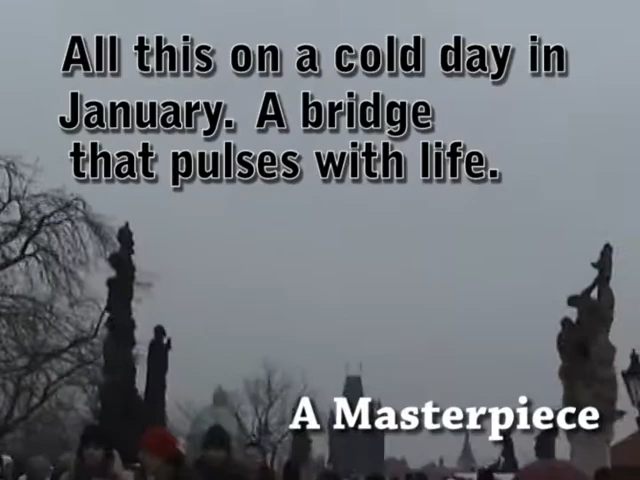 All this on a cold day in
January. A bridge
that pulses with life.
A Masterpiece